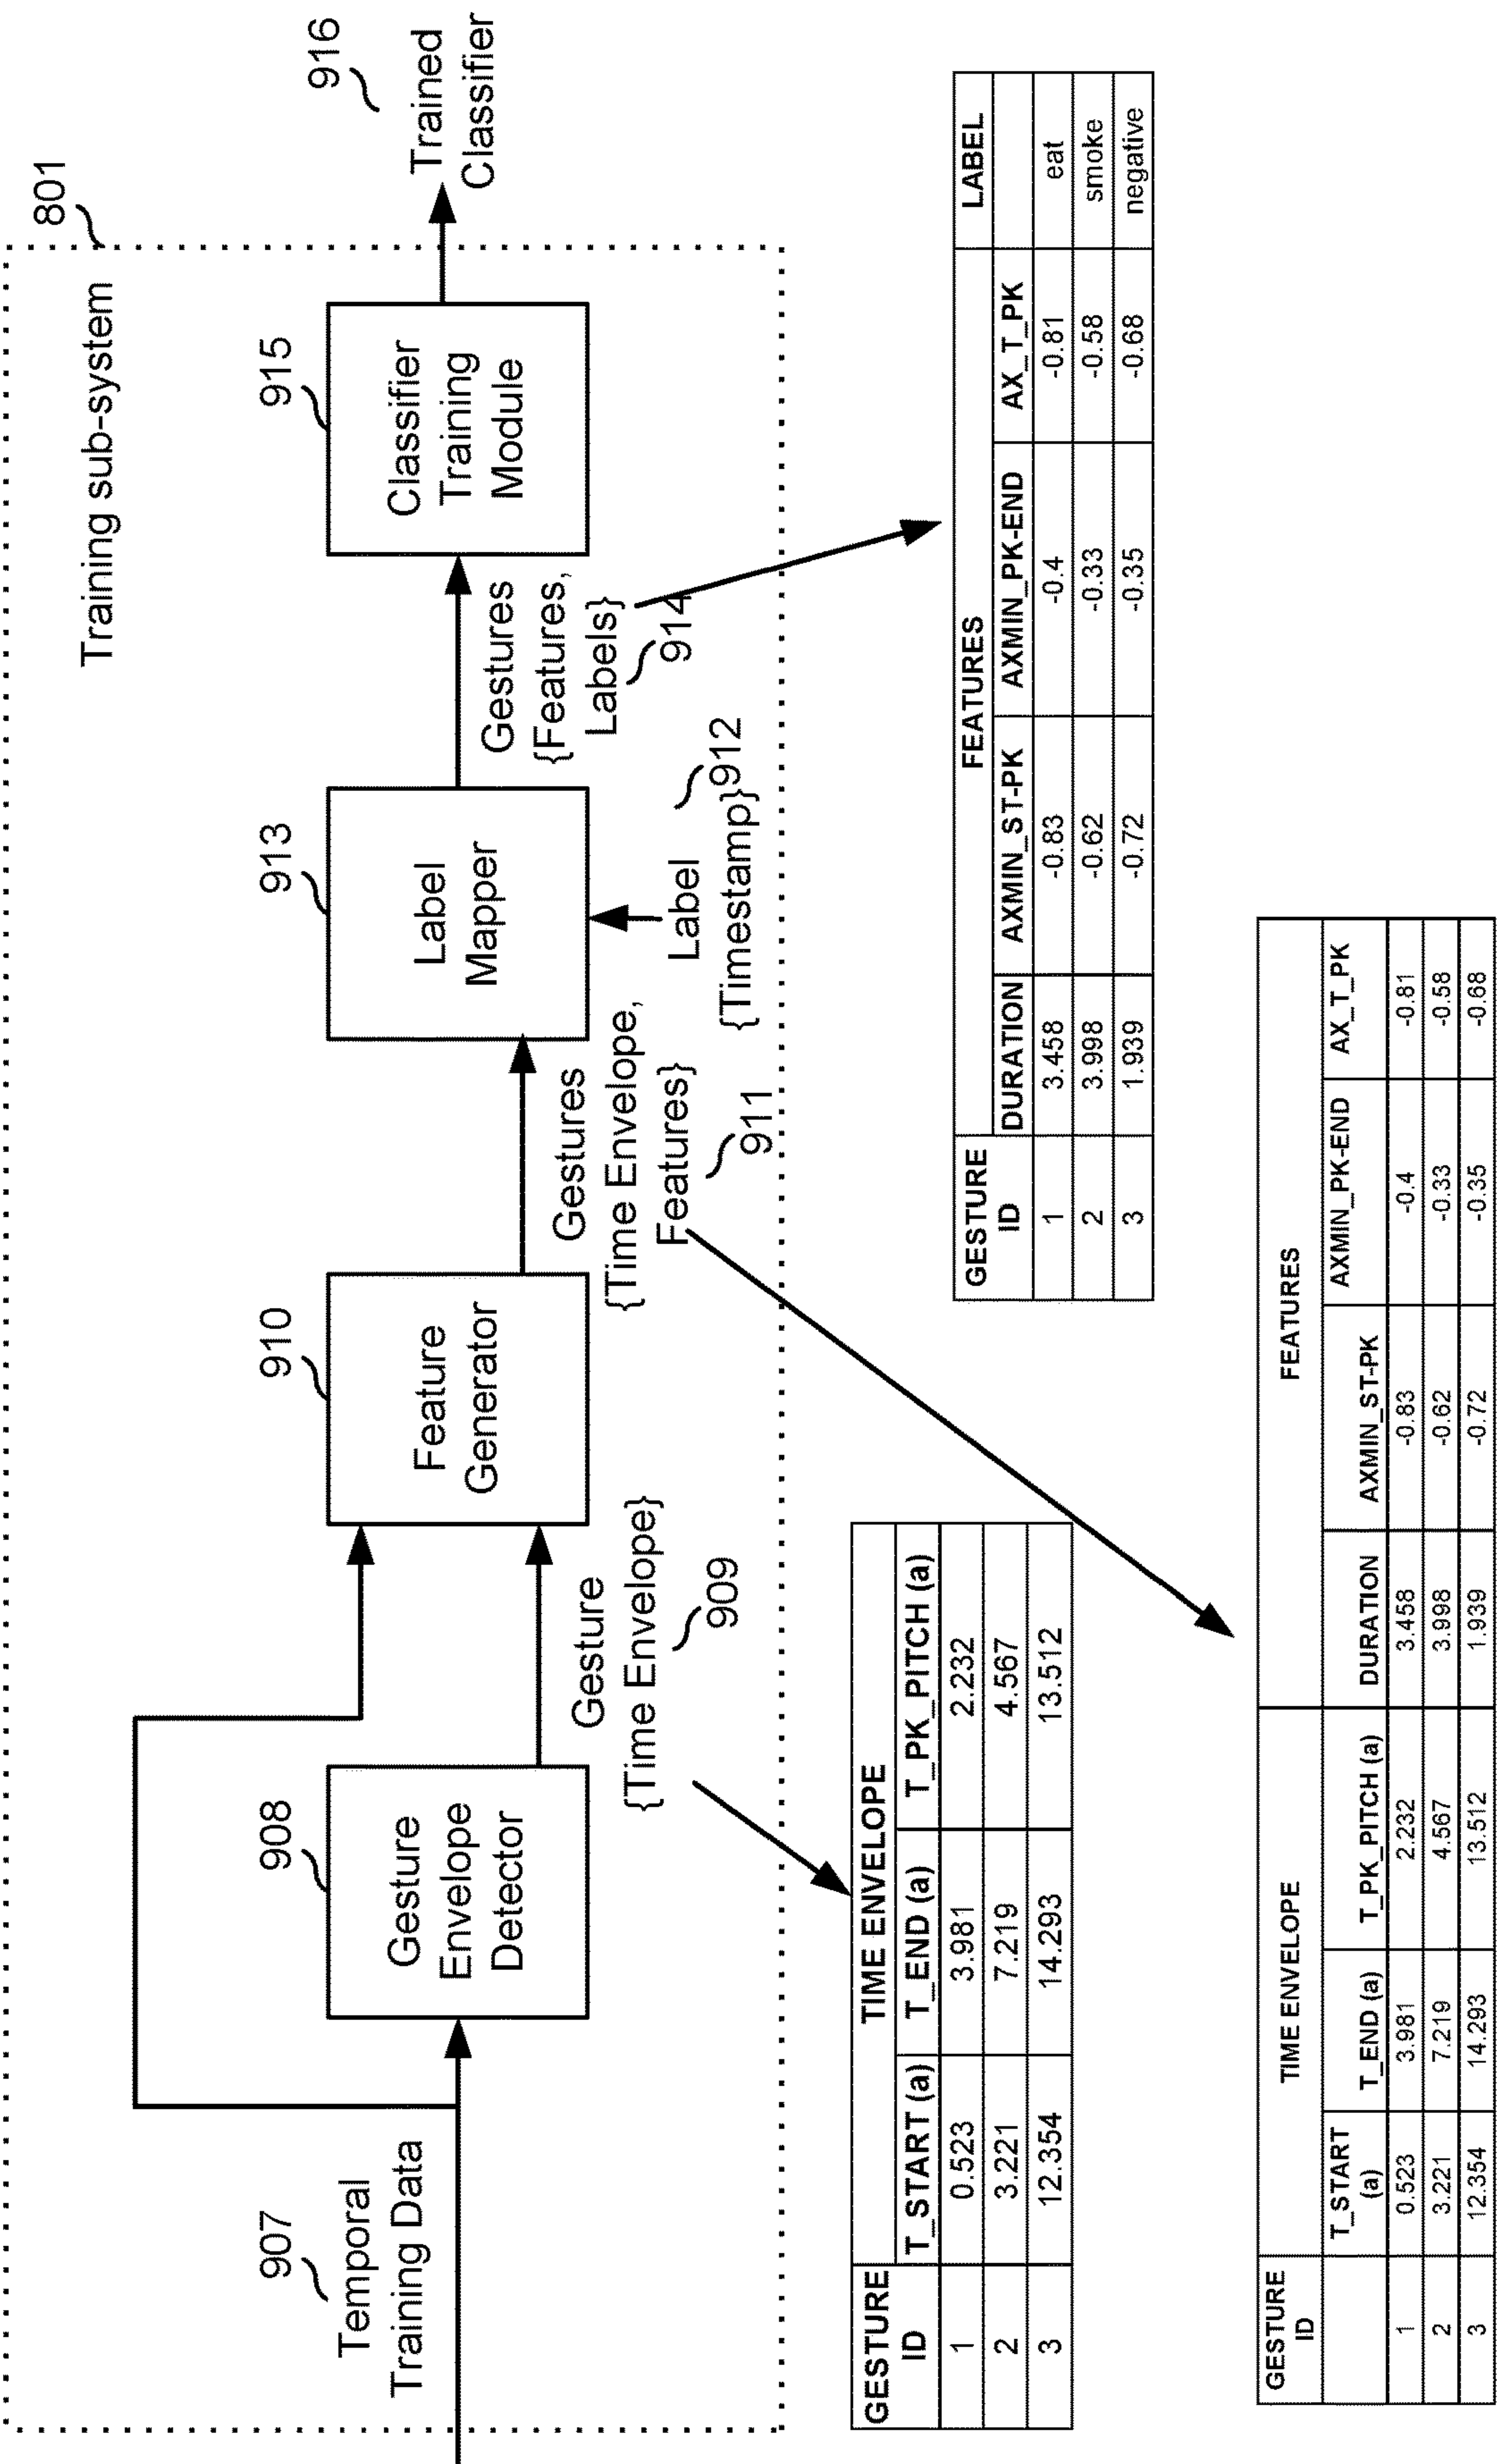 801
Training sub-system
907
Temporal
Training Data
908
Gesture
Envelope
Detector
Gesture
{Time Envelope}
909
910
Feature
Generator
Gestures
{Time Envelope,
Features}
911
913
Label
Mapper
Label
{Timestamp}
912
Gestures
{Features,
Labels}
914
915
Classifier
Training
Module
916
Trained
Classifier
GESTURE ID TIME ENVELOPE
T_START (a) T_END (a) T_PK_PITCH (a)
1 0.523 3.981 2.232
2 3.221 7.219 4.567
3 12.354 14.293 13.512
GESTURE ID FEATURES LABEL
DURATION AXMIN_ST-PK AXMIN_PK-END AX_T_PK
1 3.458 -0.83 -0.4 -0.81 eat
2 3.998 -0.62 -0.33 -0.58 smoke
3 1.939 -0.72 -0.35 -0.68 negative
GESTURE ID TIME ENVELOPE FEATURES
T_START (a) T_END (a) T_PK_PITCH (a) DURATION AXMIN_ST-PK AXMIN_PK-END AX_T_PK
1 0.523 3.981 2.232 3.458 -0.83 -0.4 -0.81
2 3.221 7.219 4.567 3.998 -0.62 -0.33 -0.58
3 12.354 14.293 13.512 1.939 -0.72 -0.35 -0.68